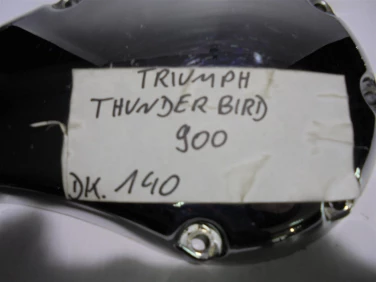 TRIUMPH
THUNDER BIRD
900
DK. 140